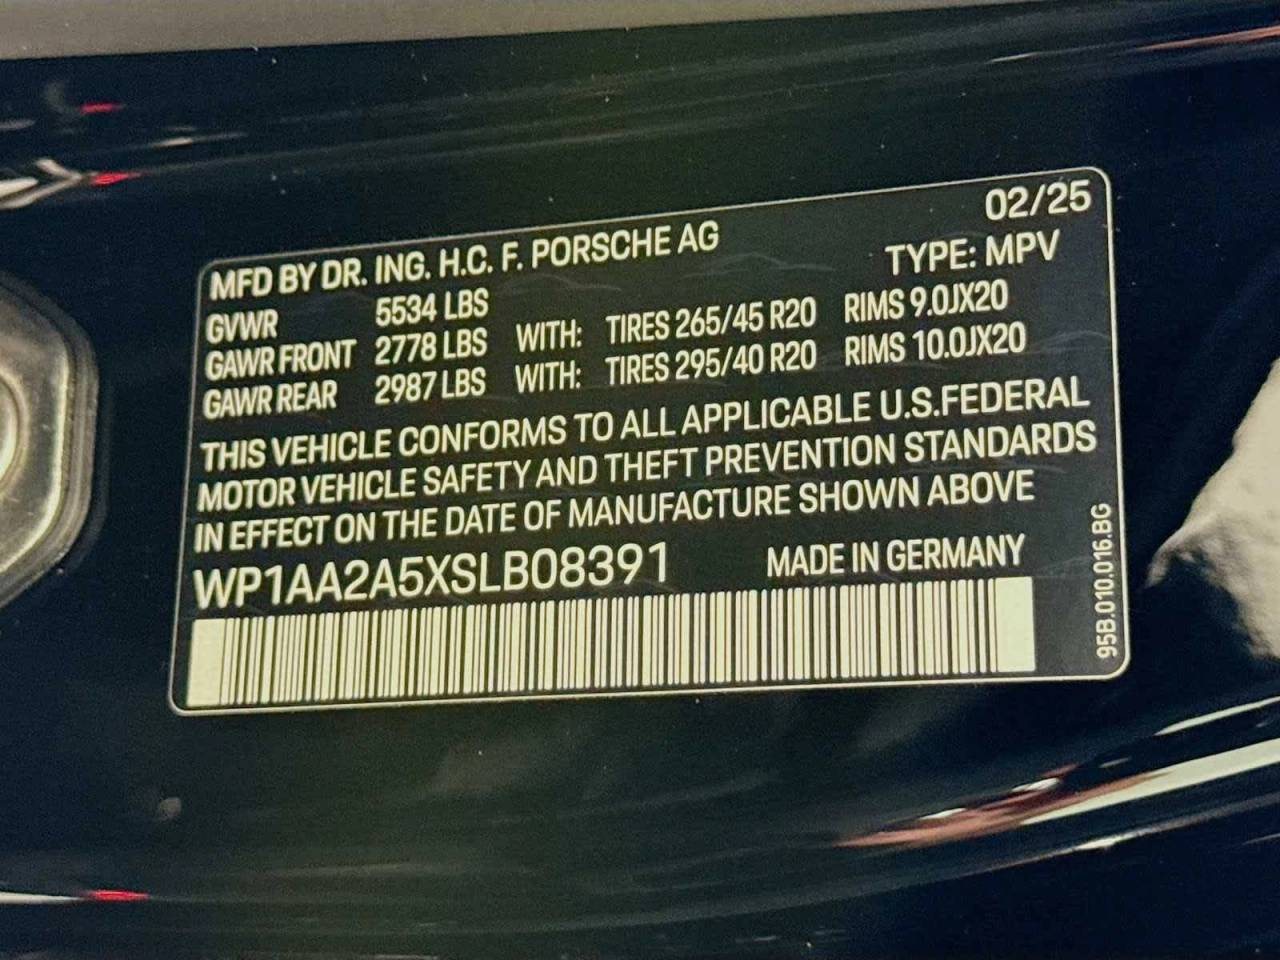 02/25
MFD BY DR. ING. H.C. F. PORSCHE AG TYPE: MPV
GVWR 5534 LBS
GAWR FRONT 2778 LBS WITH: TIRES 265/45 R20 RIMS 9.0JX20
GAWR REAR 2987 LBS WITH: TIRES 295/40 R20 RIMS 10.0JX20
THIS VEHICLE CONFORMS TO ALL APPLICABLE U.S.FEDERAL
MOTOR VEHICLE SAFETY AND THEFT PREVENTION STANDARDS
IN EFFECT ON THE DATE OF MANUFACTURE SHOWN ABOVE
WP1AA2A5XSLB08391 MADE IN GERMANY
95B.010.016.BG